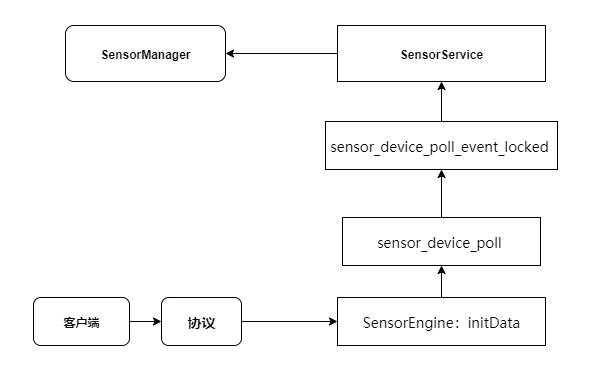 SensorManager
SensorService
sensor_device_poll_event_locked
sensor_device_poll
客户端
协议
SensorEngine：initData